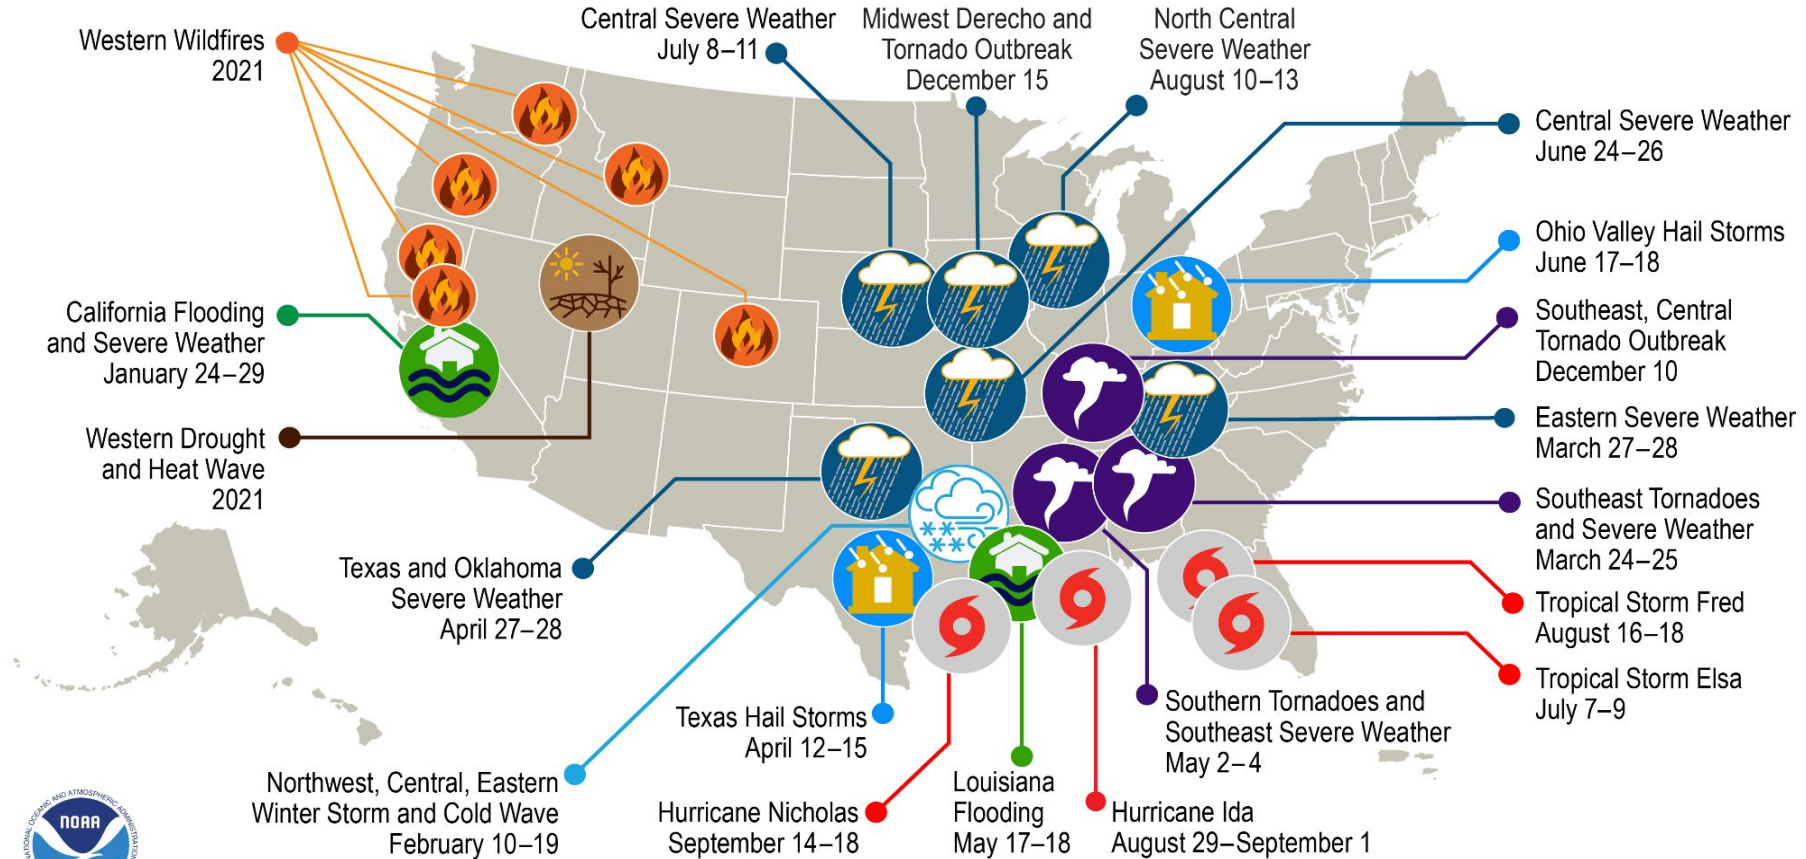 Western Wildfires
2021
Central Severe Weather
July 8–11
Midwest Derecho and
Tornado Outbreak
December 15
North Central
Severe Weather
August 10–13
Central Severe Weather
June 24–26
Ohio Valley Hail Storms
June 17–18
Southeast, Central
Tornado Outbreak
December 10
Eastern Severe Weather
March 27–28
Southeast Tornadoes
and Severe Weather
March 24–25
Tropical Storm Fred
August 16–18
Tropical Storm Elsa
July 7–9
California Flooding
and Severe Weather
January 24–29
Western Drought
and Heat Wave
2021
Texas and Oklahoma
Severe Weather
April 27–28
Texas Hail Storms
April 12–15
Northwest, Central, Eastern
Winter Storm and Cold Wave
February 10–19
Hurricane Nicholas
September 14–18
Louisiana
Flooding
May 17–18
Hurricane Ida
August 29–September 1
Southern Tornadoes and
Southeast Severe Weather
May 2–4
NATIONAL OCEANIC AND ATMOSPHERIC ADMINISTRATION
NOAA